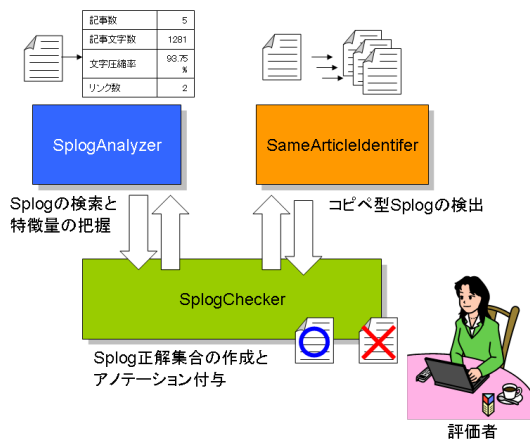 記事数 5
記事文字数 1281
文字圧縮率 93.75
%
リンク数 2
SplogAnalyzer
SameArticleIdentifer
Splogの検索と
特徴量の把握
コピペ型Splogの検出
SplogChecker
Splog正解集合の作成と
アノテーション付与
評価者